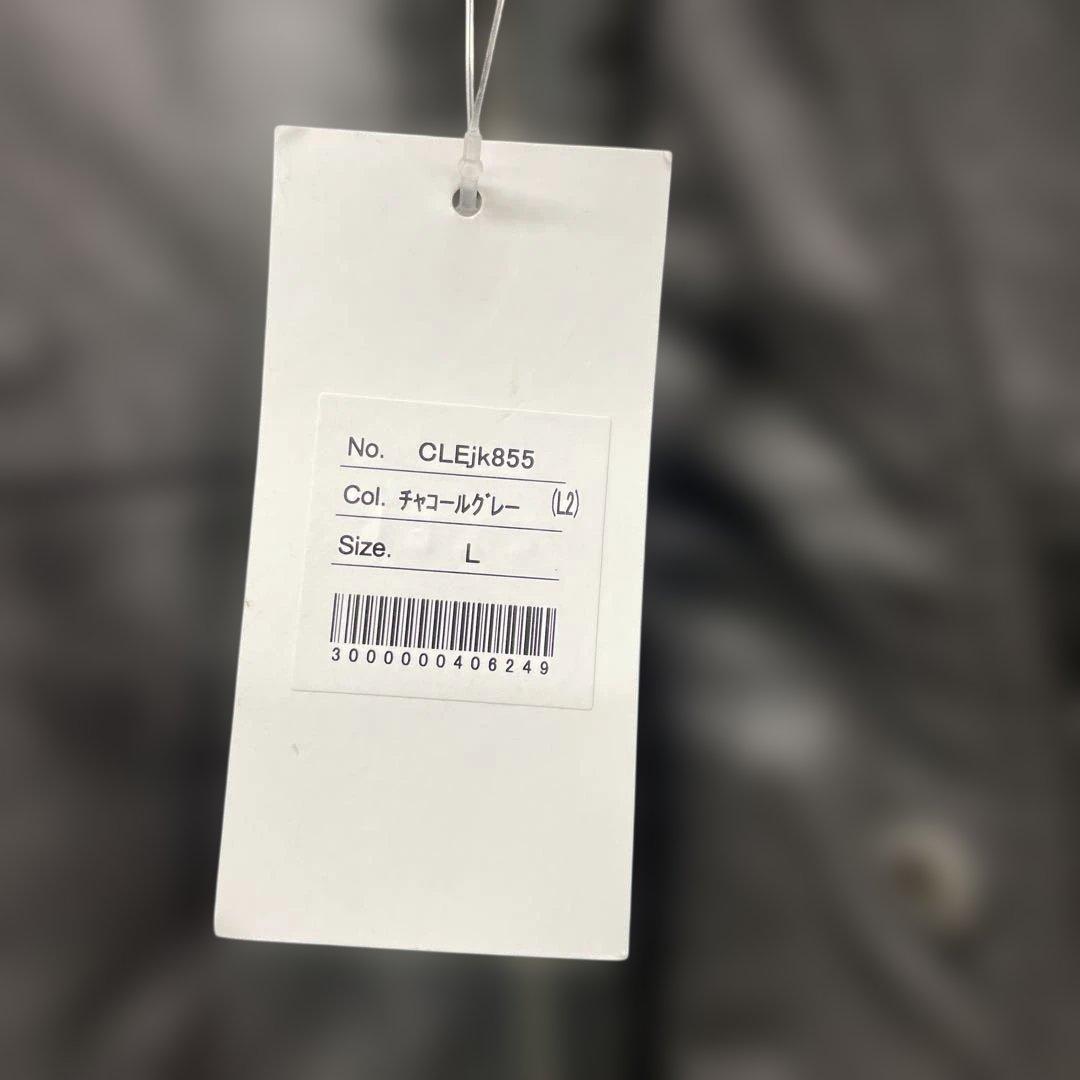 No. CLEjk855
Col. ﾁｬｺｰﾙｸﾞﾚｰ (L2)
Size. L
3000000406249